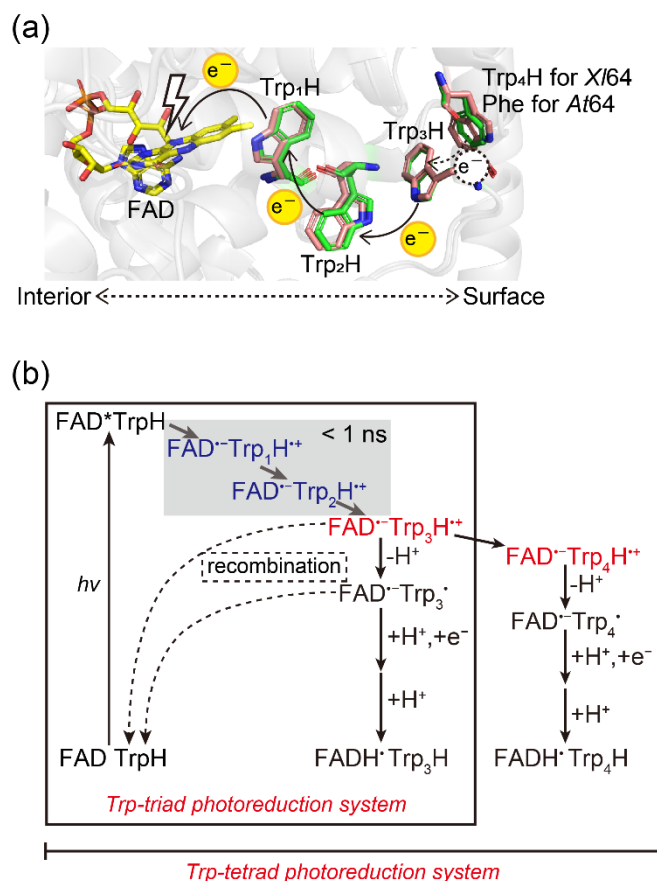 (a)
e⁻
Trp₁H
Trp₄H for Xl64
Phe for At64
Trp₃H
e⁻
FAD
e⁻
Trp₂H
e⁻
Interior
Surface
(b)
FAD*TrpH
< 1 ns
FAD•⁻Trp₁H•⁺
FAD•⁻Trp₂H•⁺
FAD•⁻Trp₃H•⁺
FAD•⁻Trp₄H•⁺
-H⁺
-H⁺
recombination
hv
FAD•⁻Trp₃•
FAD•⁻Trp₄•
+H⁺,+e⁻
+H⁺,+e⁻
+H⁺
+H⁺
FAD TrpH
FADH•Trp₃H
FADH•Trp₄H
Trp-triad photoreduction system
Trp-tetrad photoreduction system